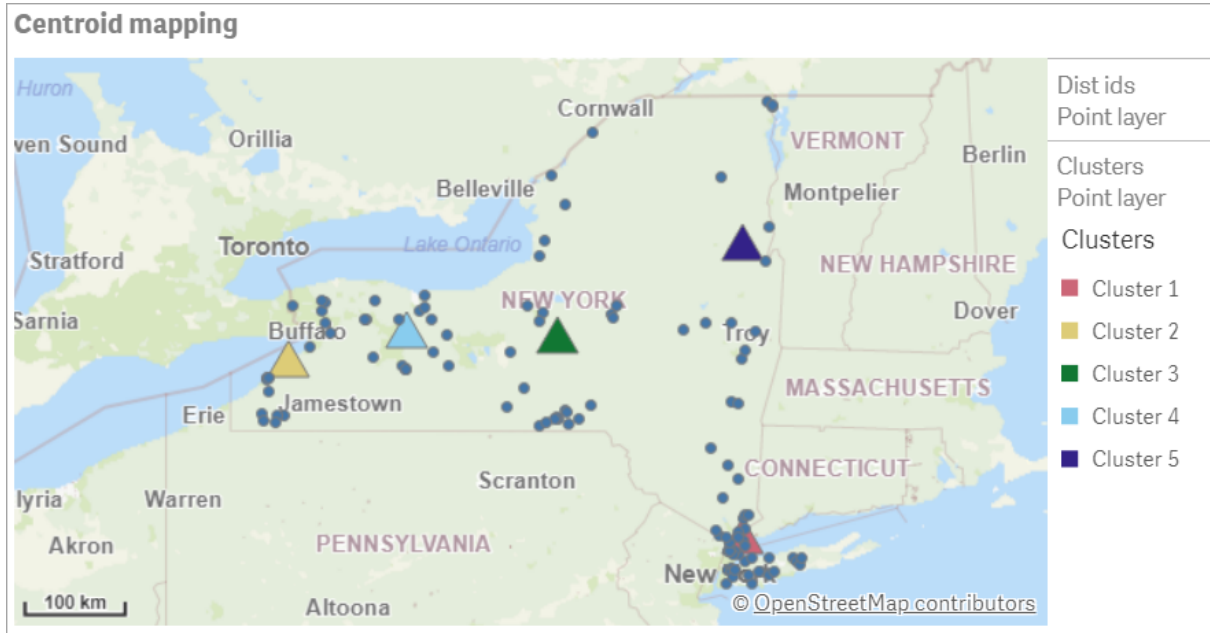 Centroid mapping
Huron
Cornwall
Orillia
wen Sound
VERMONT
Berlin
Belleville
Montpelier
Toronto
Lake Ontario
Stratford
NEW HAMPSHIRE
NEW YORK
Sarnia
Buffalo
Dover
Troy
MASSACHUSETTS
Jamestown
Erie
CONNECTICUT
Scranton
lyria
Warren
Akron
PENNSYLVANIA
New York
100 km
Altoona
© OpenStreetMap contributors
Dist ids
Point layer
Clusters
Point layer
Clusters
Cluster 1
Cluster 2
Cluster 3
Cluster 4
Cluster 5